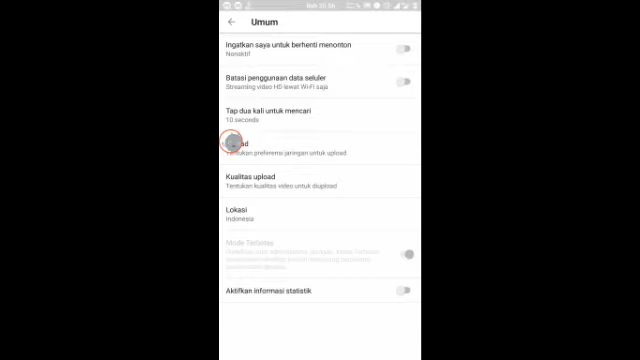 Umum
Ingatkan saya untuk berhenti menonton
Nonaktif
Batasi penggunaan data seluler
Streaming video HD lewat Wi-Fi saja
Tap dua kali untuk mencari
10 seconds
Tentukan preferensi jaringan untuk upload
Kualitas upload
Tentukan kualitas video untuk diupload
Lokasi
Indonesia
Mode Terbatas
Aktifkan informasi statistik